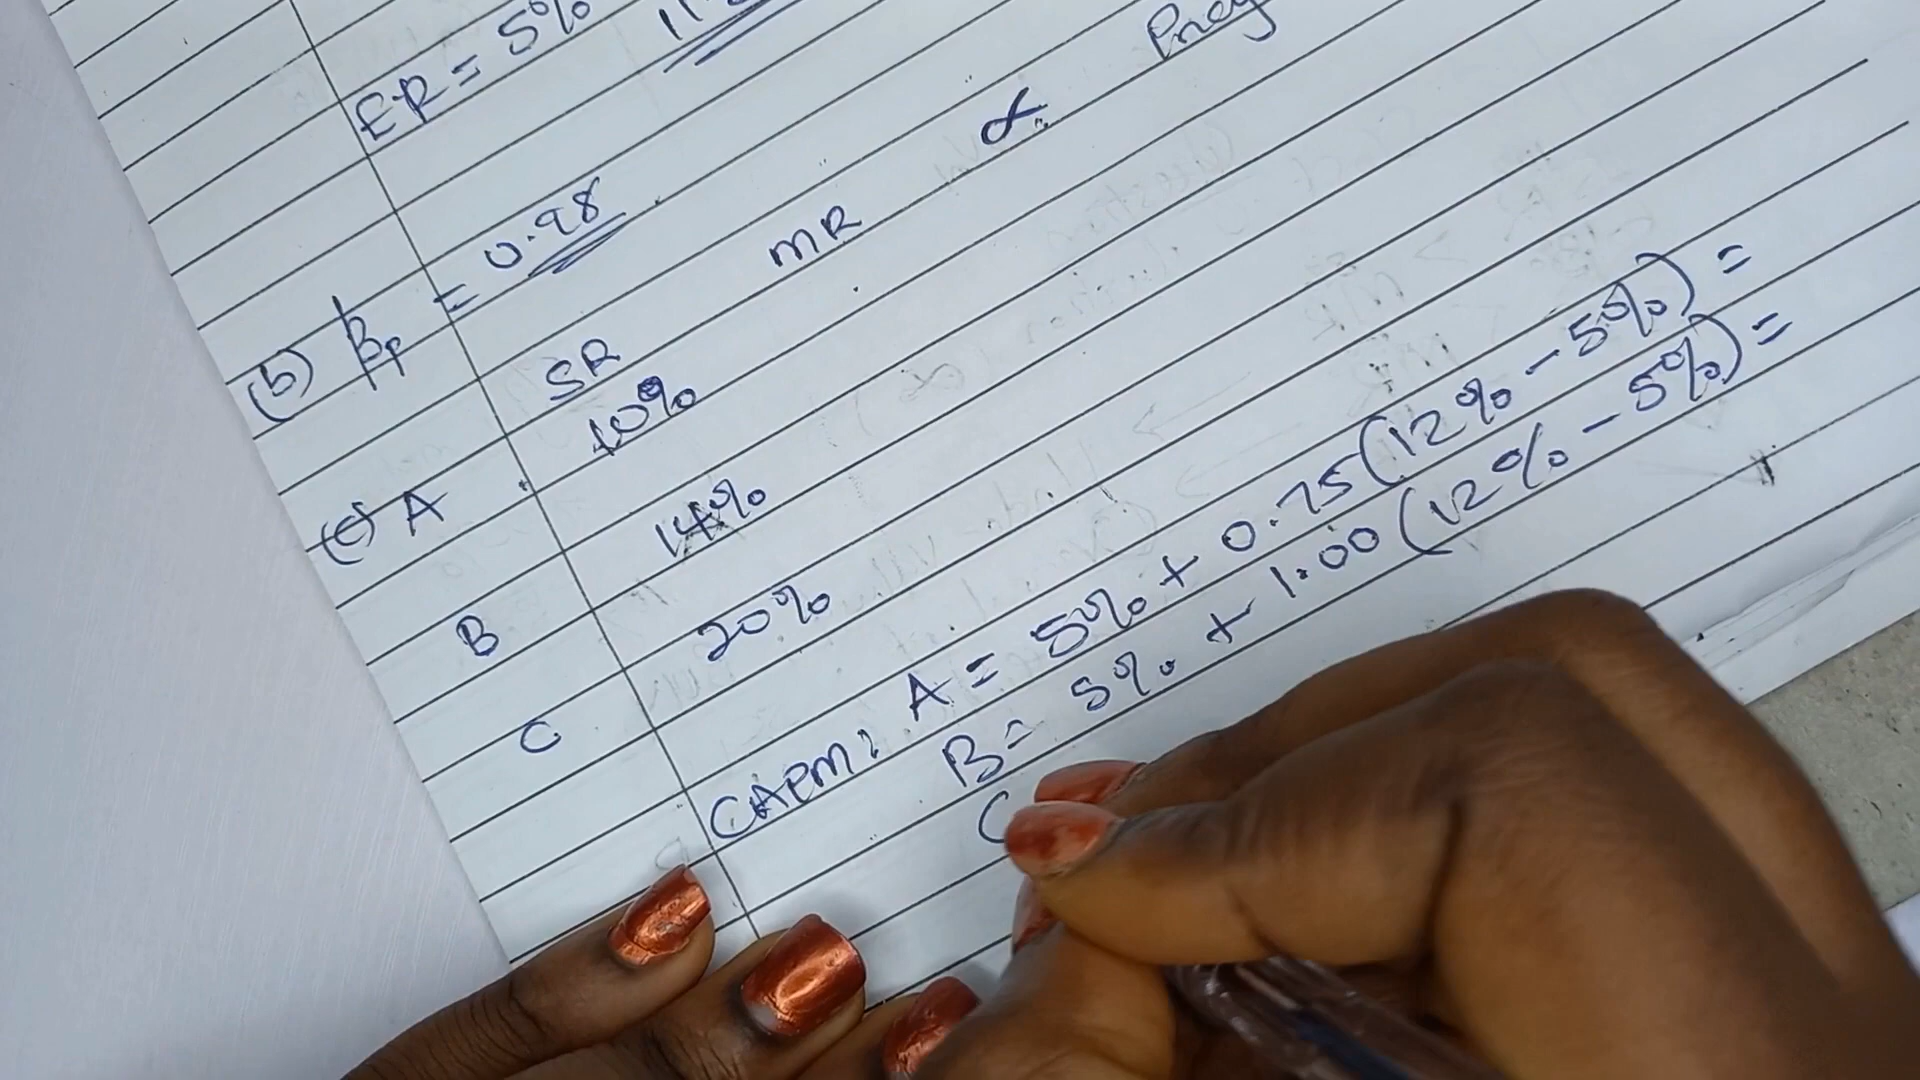 ER = 5%
(b) βp = 0.98
SR MR α
(c) A 10%
B 14%
C 20%
CAPM: A = 5% + 0.75 (12% - 5%) =
B = 5% + 1.00 (12% - 5%) =
C